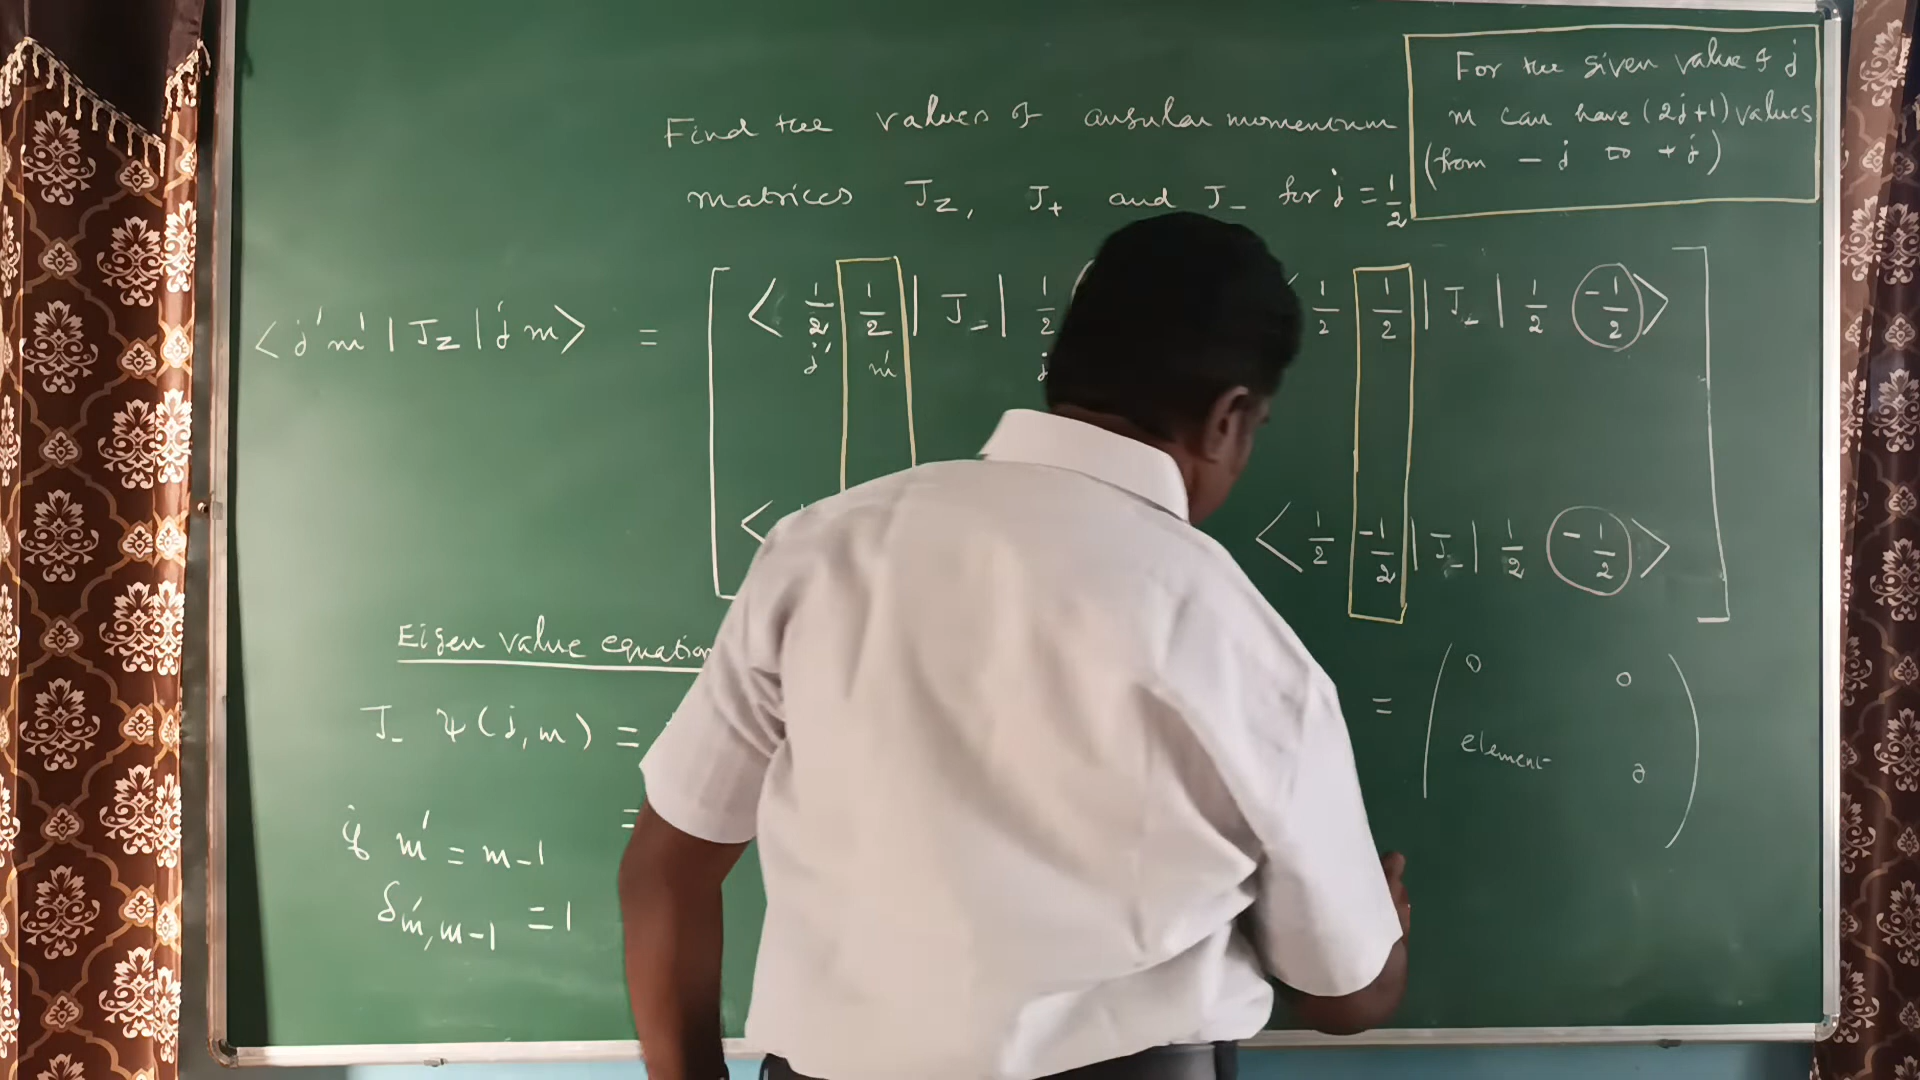 For the given value of j
m can have (2j+1) values
(from - j to + j)
Find the values of angular momentum
matrices J_z, J_+ and J_- for j = 1/2
<j' m' | J_z | j m> = [ < 1/2 1/2 | J_- | 1/2
1/2 1/2 | J_- | 1/2 -1/2 > ]
j' m' j
<
< 1/2 -1/2 | J_- | 1/2 -1/2 >
Eigen value equation
J_- ψ(j, m) =
=
if m' = m-1
δ_m', m-1 = 1
= ( 0 0
element 0 )